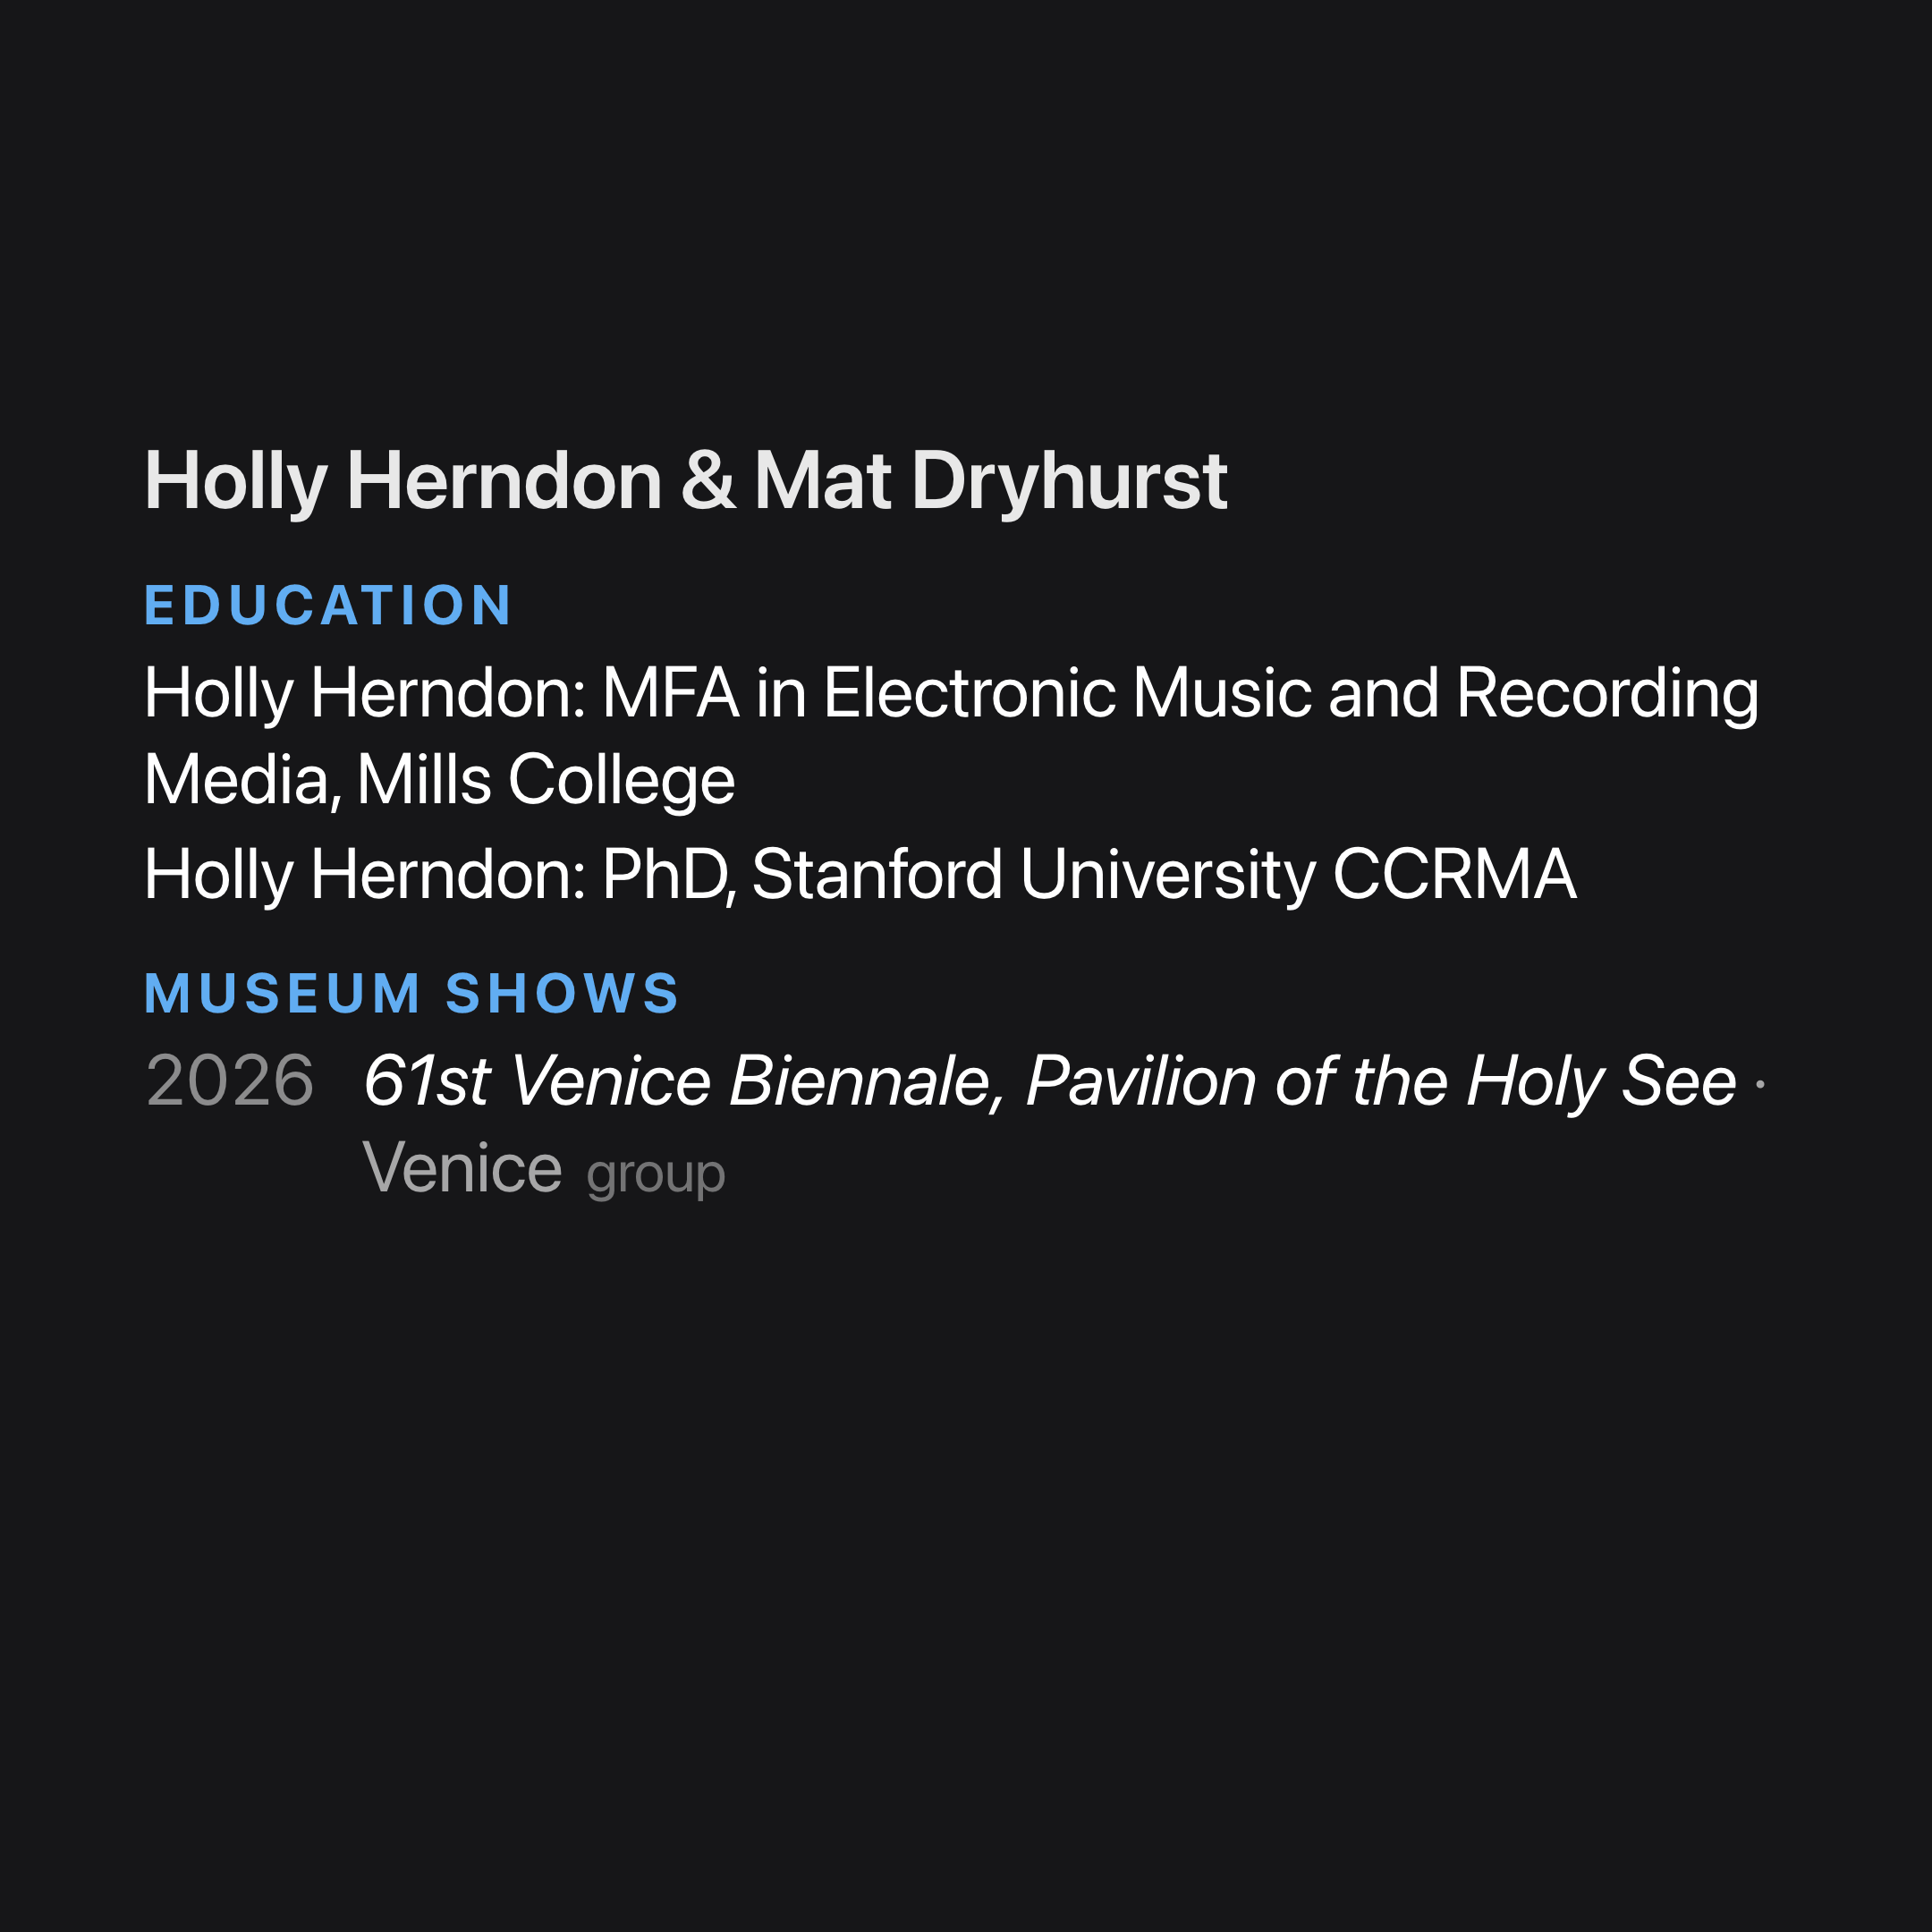 Holly Herndon & Mat Dryhurst
EDUCATION
Holly Herndon: MFA in Electronic Music and Recording
Media, Mills College
Holly Herndon: PhD, Stanford University CCRMA
MUSEUM SHOWS
2026 61st Venice Biennale, Pavilion of the Holy See ·
Venice group